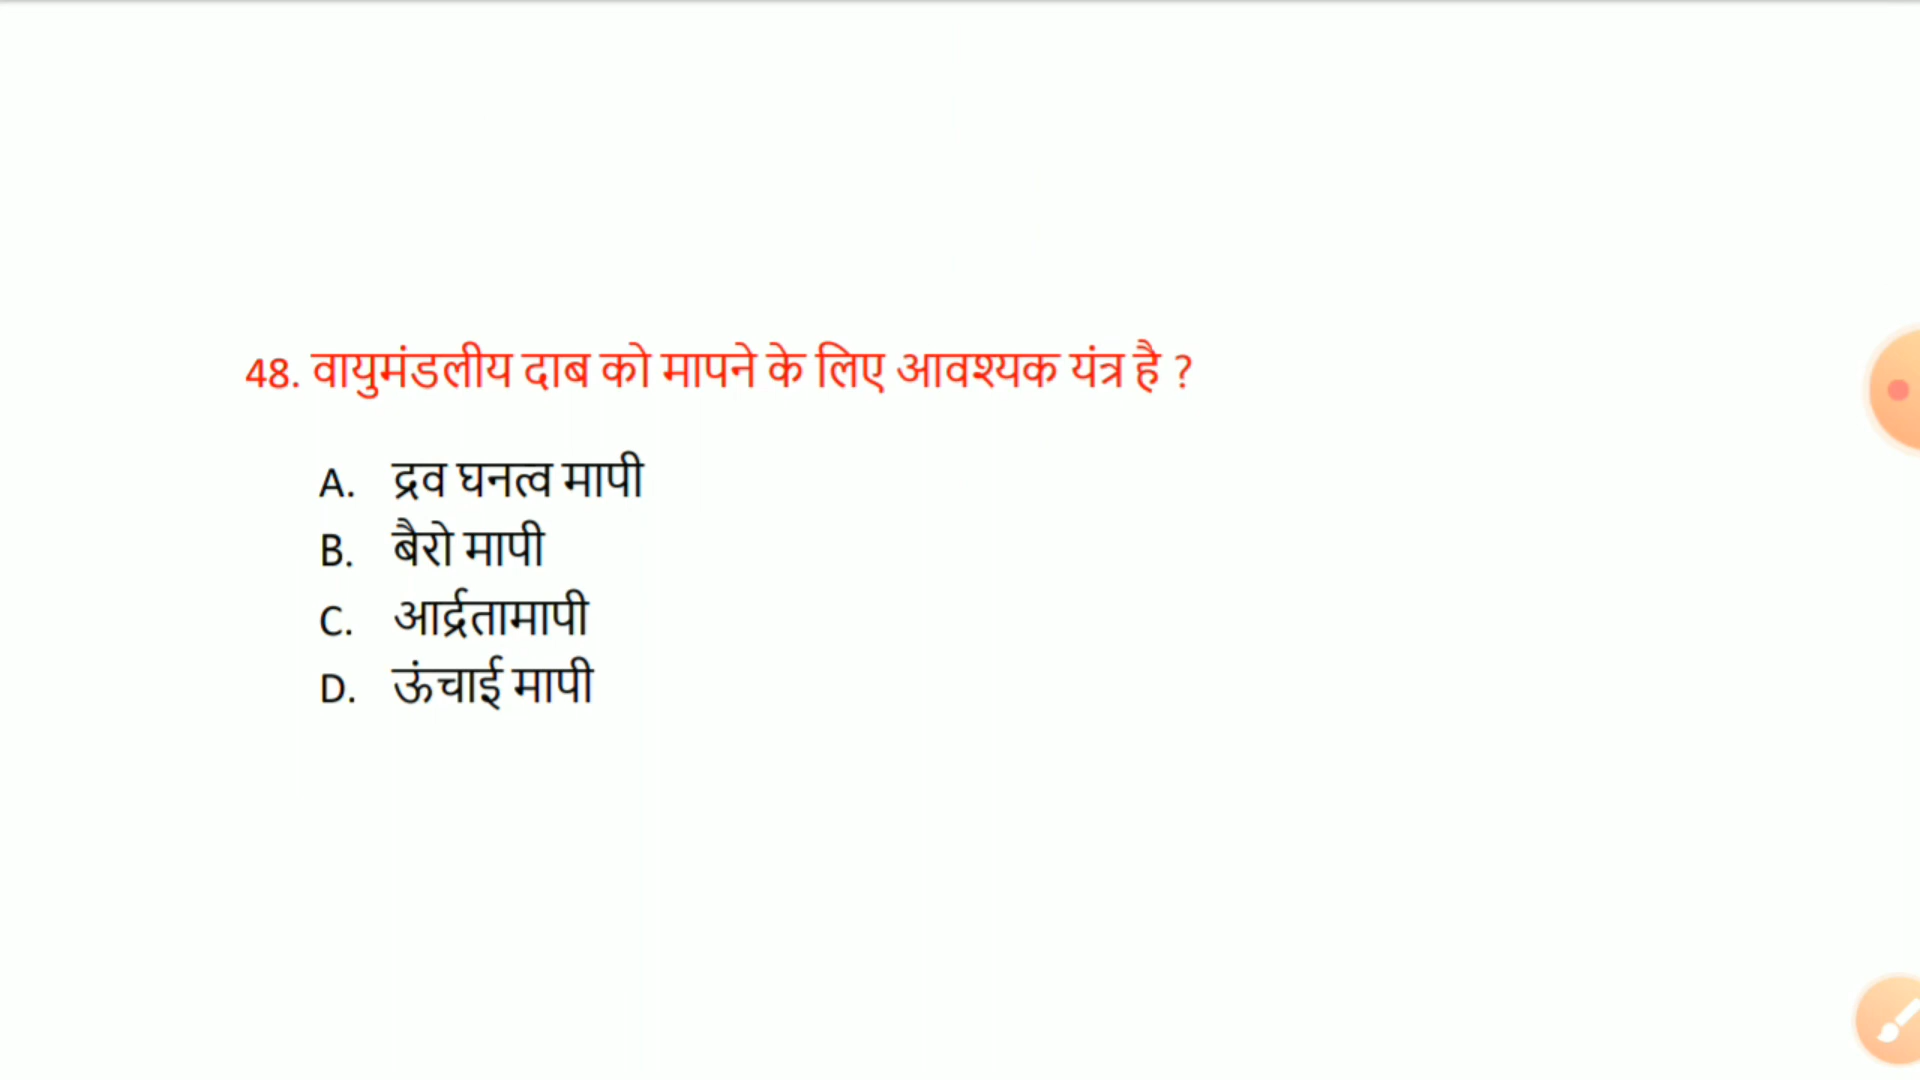 48. वायुमंडलीय दाब को मापने के लिए आवश्यक यंत्र है ?
A. द्रव घनत्व मापी
B. बैरो मापी
C. आर्द्रतामापी
D. ऊंचाई मापी